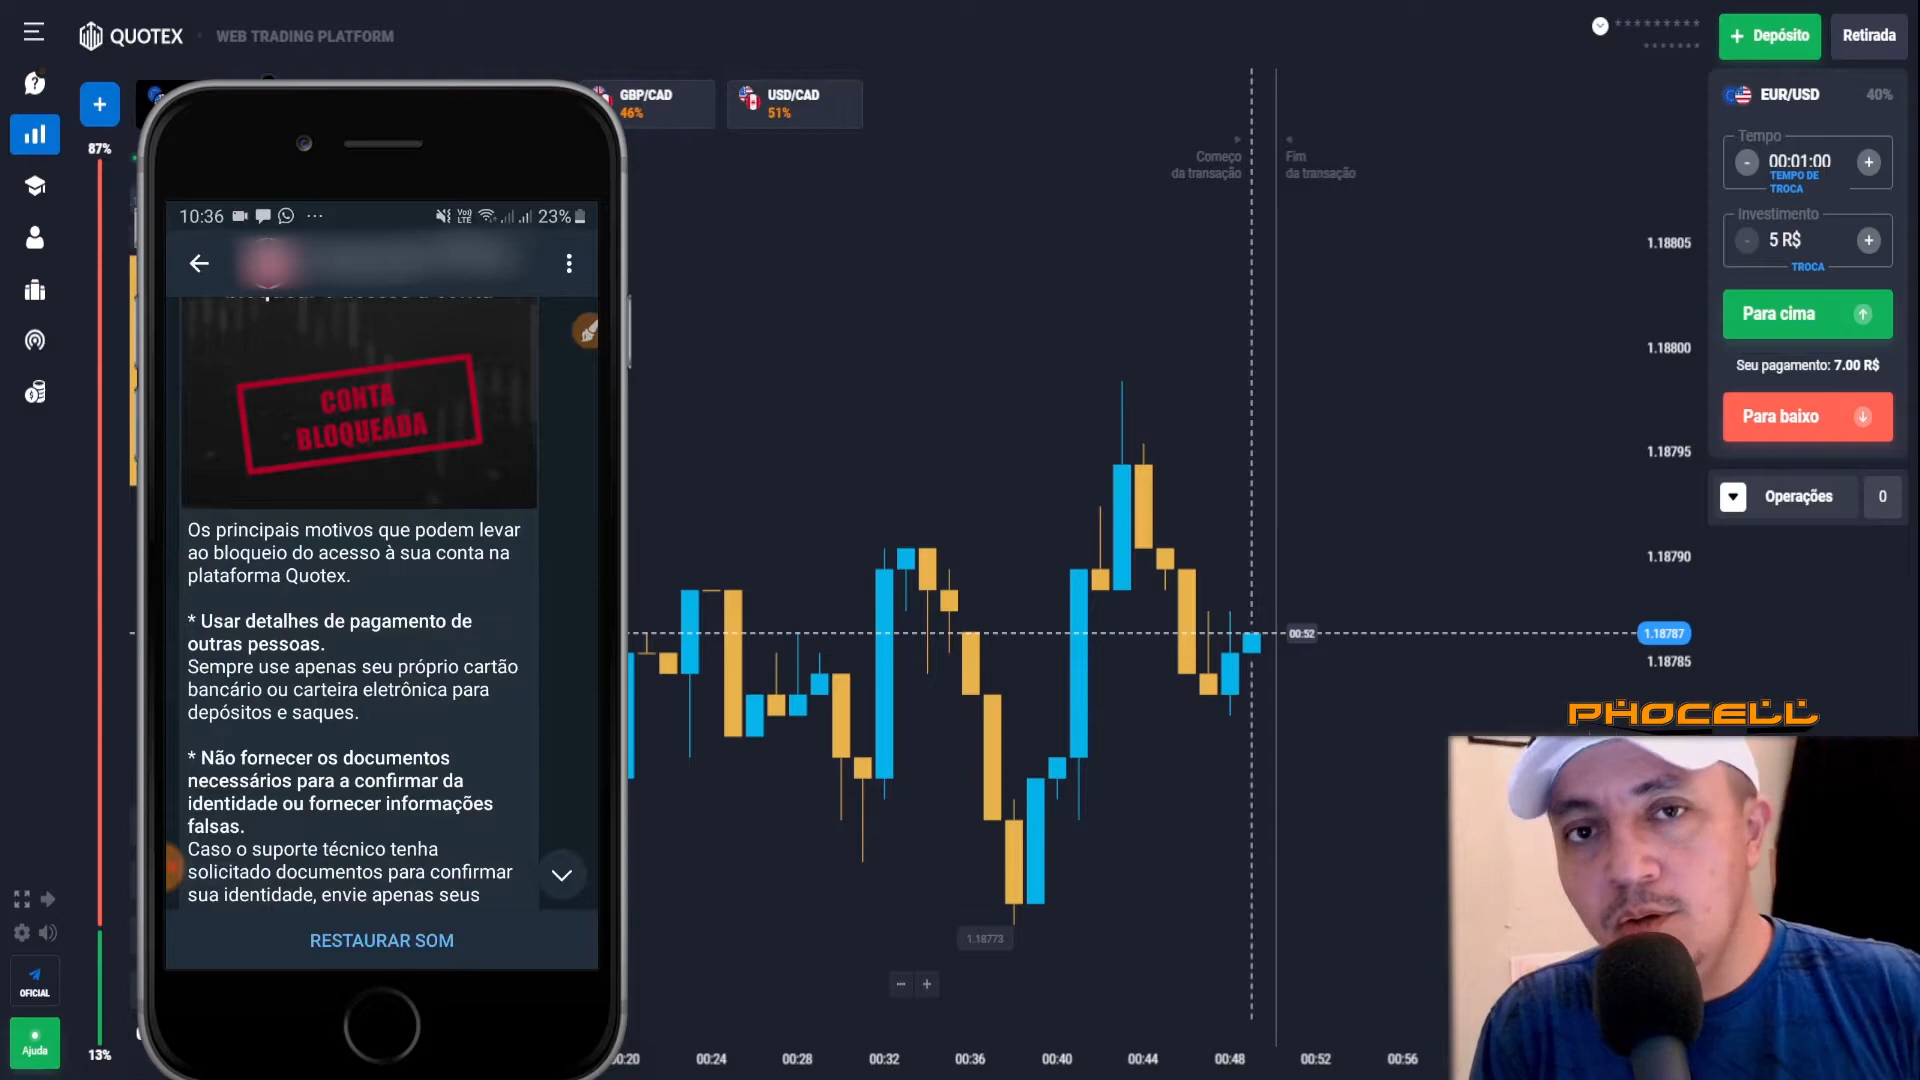 QUOTEX
WEB TRADING PLATFORM
*********
*******
+ Depósito
Retirada
+
GBP/CAD
46%
USD/CAD
51%
EUR/USD
40%
87%
Tempo
- 00:01:00 +
TEMPO DE
TROCA
Investimento
- 5 R$ +
TROCA
Para cima
Seu pagamento: 7.00 R$
Para baixo
Operações
0
Começo
da transação
Fim
da transação
1.18805
1.18800
1.18795
1.18790
1.18787
1.18785
00:52
1.18773
10:36
...
Vo))
LTE
23%
bloquear o acesso à conta
CONTA
BLOQUEADA
Os principais motivos que podem levar
ao bloqueio do acesso à sua conta na
plataforma Quotex.
* Usar detalhes de pagamento de
outras pessoas.
Sempre use apenas seu próprio cartão
bancário ou carteira eletrônica para
depósitos e saques.
* Não fornecer os documentos
necessários para a confirmar da
identidade ou fornecer informações
falsas.
Caso o suporte técnico tenha
solicitado documentos para confirmar
sua identidade, envie apenas seus
RESTAURAR SOM
PHOCELL
OFICIAL
Ajuda
13%
00:20
00:24
00:28
00:32
00:36
00:40
00:44
00:48
00:52
00:56